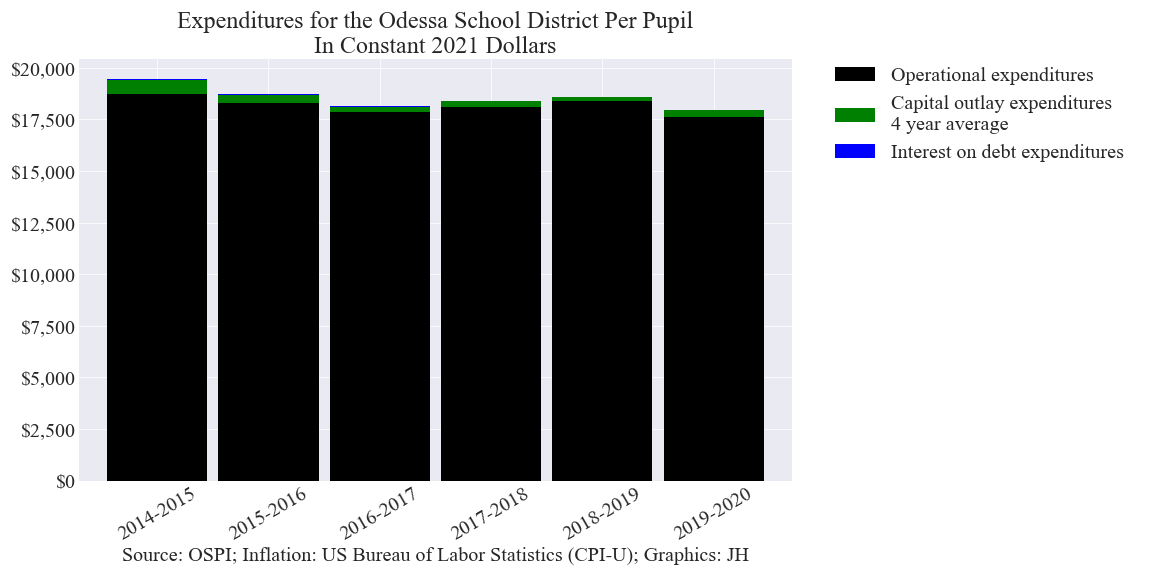 Expenditures for the Odessa School District Per Pupil
In Constant 2021 Dollars
$20,000
$17,500
$15,000
$12,500
$10,000
$7,500
$5,000
$2,500
$0
2014-2015
2015-2016
2016-2017
2017-2018
2018-2019
2019-2020
Source: OSPI; Inflation: US Bureau of Labor Statistics (CPI-U); Graphics: JH
Operational expenditures
Capital outlay expenditures
4 year average
Interest on debt expenditures